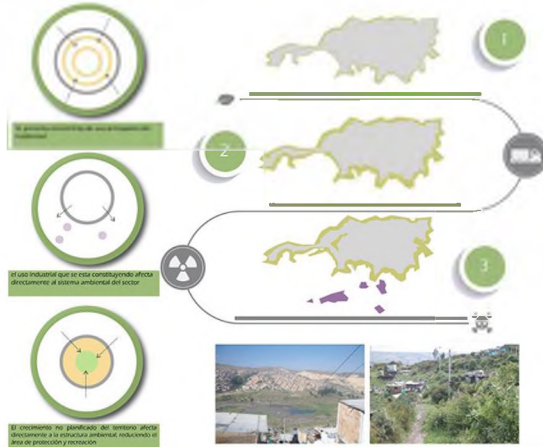 1
2
el uso industrial que se esta constituyendo afecta
directamente al sistema ambiental del sector
3
El crecimiento no planificado del territorio afecta
directamente a la estructura ambiental, reduciendo el
área de protección y recreación